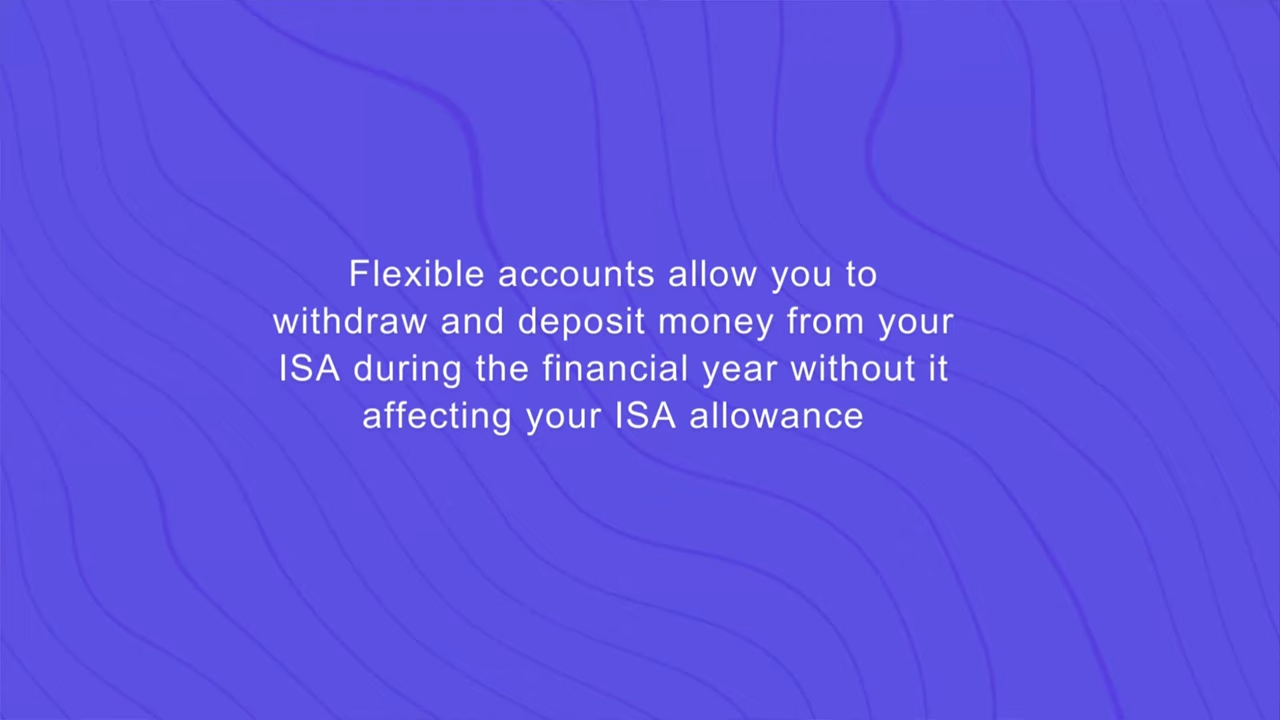 Flexible accounts allow you to
withdraw and deposit money from your
ISA during the financial year without it
affecting your ISA allowance